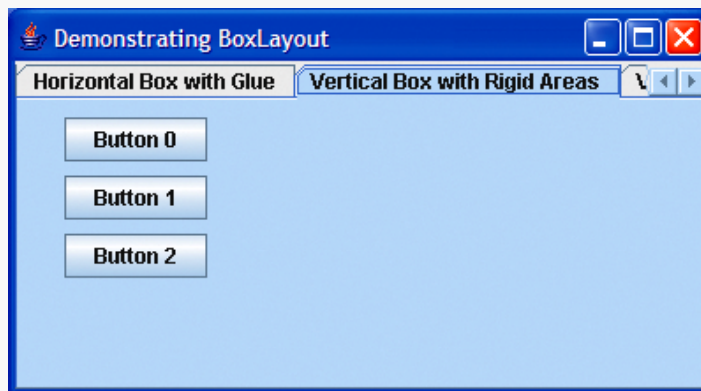 Demonstrating BoxLayout
Horizontal Box with Glue Vertical Box with Rigid Areas
Button 0
Button 1
Button 2